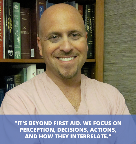 "IT'S BEYOND FIRST AID. WE FOCUS ON
PERCEPTION, DECISIONS, ACTIONS,
AND HOW THEY INTERRELATE."